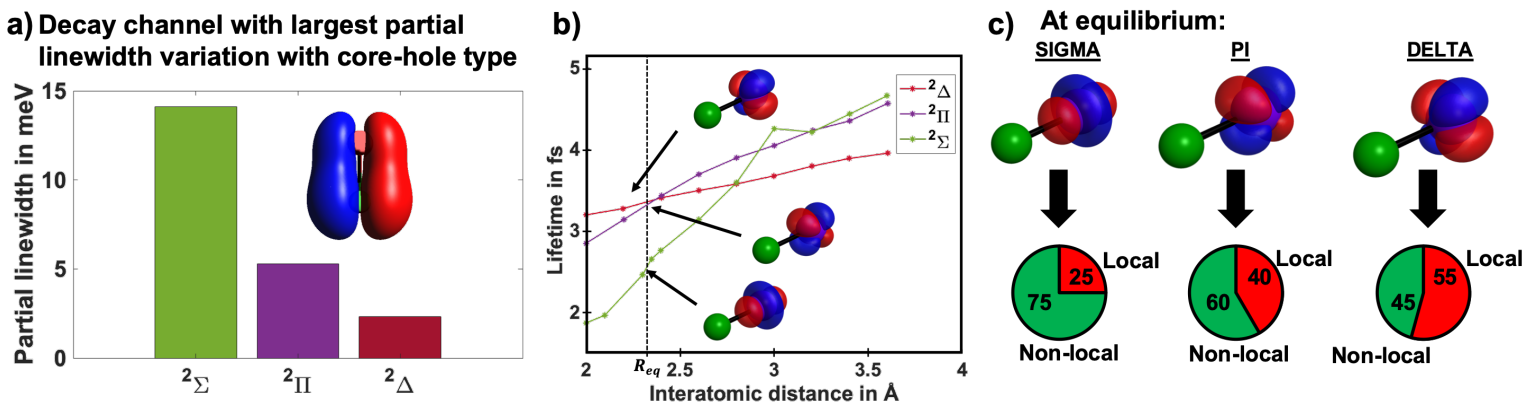 a) Decay channel with largest partial
linewidth variation with core-hole type
Partial linewidth in meV
15
10
5
0
²Σ
²Π
²Δ
b)
Lifetime in fs
5
4
3
2
²Δ
²Π
²Σ
2
R_eq
2.5
3
3.5
4
Interatomic distance in Å
c) At equilibrium:
SIGMA
PI
DELTA
25
Local
75
Non-local
40
Local
60
Non-local
55
Local
45
Non-local